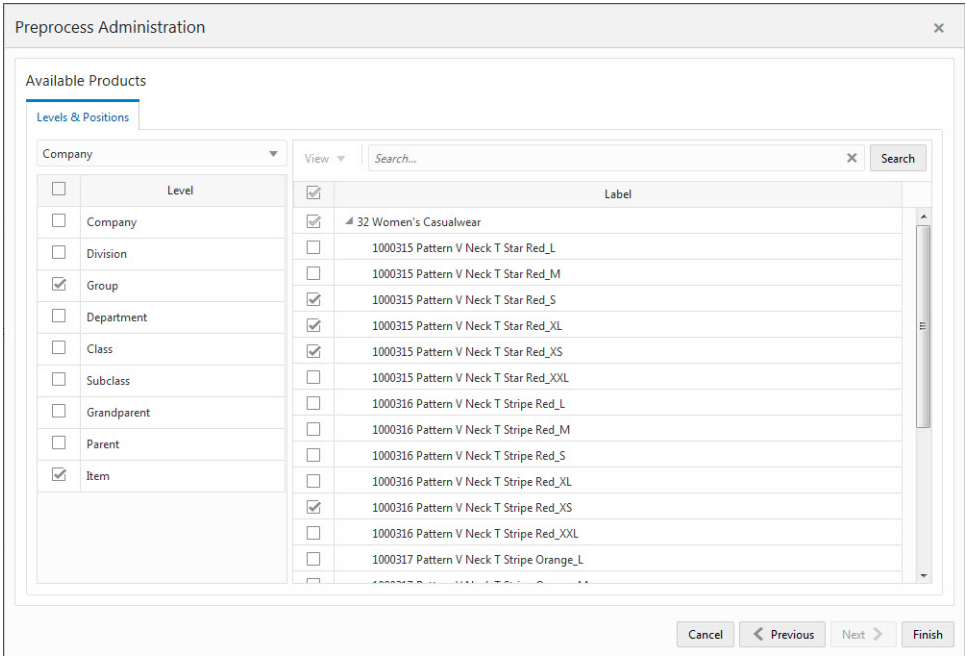 Preprocess Administration
Available Products
Levels & Positions
Company
View
Search...
Search
Level
Label
Company
Division
Group
Department
Class
Subclass
Grandparent
Parent
Item
32 Women's Casualwear
1000315 Pattern V Neck T Star Red_L
1000315 Pattern V Neck T Star Red_M
1000315 Pattern V Neck T Star Red_S
1000315 Pattern V Neck T Star Red_XL
1000315 Pattern V Neck T Star Red_XS
1000315 Pattern V Neck T Star Red_XXL
1000316 Pattern V Neck T Stripe Red_L
1000316 Pattern V Neck T Stripe Red_M
1000316 Pattern V Neck T Stripe Red_S
1000316 Pattern V Neck T Stripe Red_XL
1000316 Pattern V Neck T Stripe Red_XS
1000316 Pattern V Neck T Stripe Red_XXL
1000317 Pattern V Neck T Stripe Orange_L
Cancel
Previous
Next
Finish